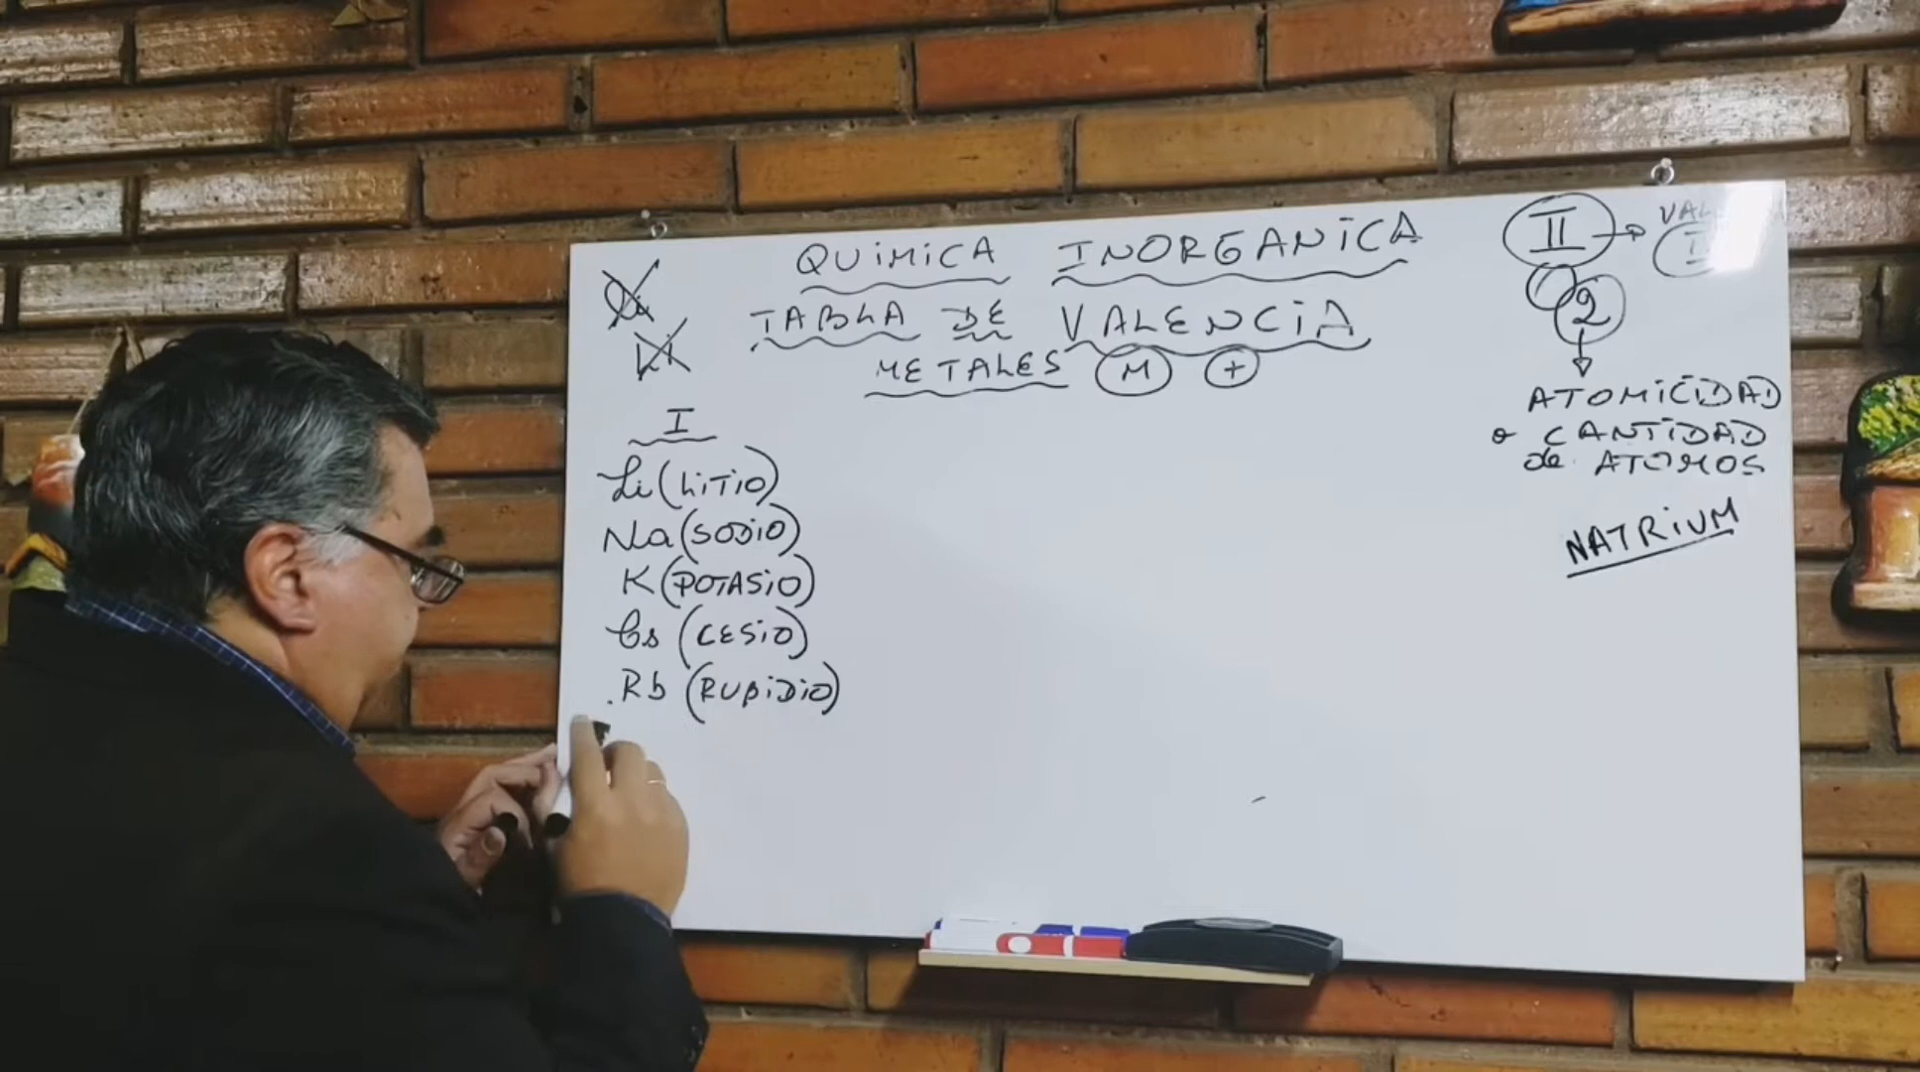 QUIMICA INORGANICA
TABLA DE VALENCIA
METALES M +
I
Li (LITIO)
Na (SODIO)
K (POTASIO)
Cs (CESIO)
Rb (RUBIDIO)
II →
2
ATOMICIDAD
o CANTIDAD
de ATOMOS
NATRIUM